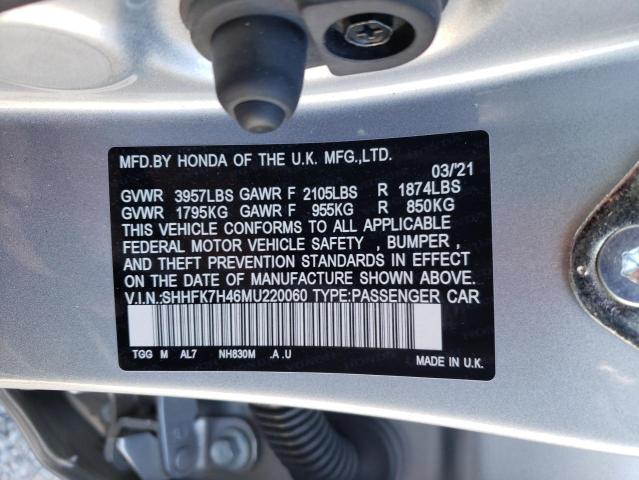 MFD.BY HONDA OF THE U.K. MFG.,LTD.
03/'21
GVWR 3957LBS GAWR F 2105LBS R 1874LBS
GVWR 1795KG GAWR F 955KG R 850KG
THIS VEHICLE CONFORMS TO ALL APPLICABLE
FEDERAL MOTOR VEHICLE SAFETY , BUMPER ,
AND THEFT PREVENTION STANDARDS IN EFFECT
ON THE DATE OF MANUFACTURE SHOWN ABOVE.
V.I.N.:SHHFK7H46MU220060 TYPE:PASSENGER CAR
TGG M AL7 NH830M .A .U
MADE IN U.K.